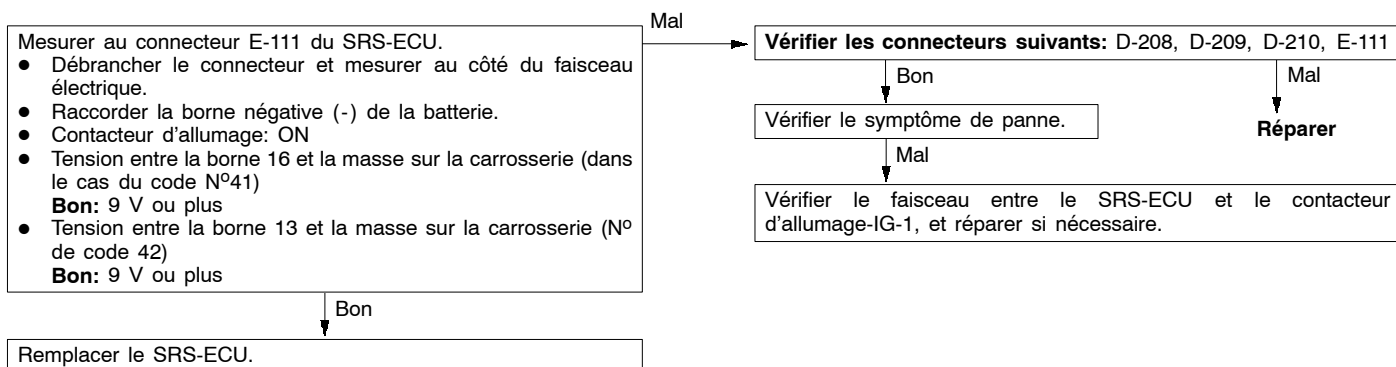 Mal
Mesurer au connecteur E-111 du SRS-ECU.
● Débrancher le connecteur et mesurer au côté du faisceau
électrique.
● Raccorder la borne négative (-) de la batterie.
● Contacteur d'allumage: ON
● Tension entre la borne 16 et la masse sur la carrosserie (dans
le cas du code Nº41)
Bon: 9 V ou plus
● Tension entre la borne 13 et la masse sur la carrosserie (Nº
de code 42)
Bon: 9 V ou plus
Bon
Remplacer le SRS-ECU.
Vérifier les connecteurs suivants: D-208, D-209, D-210, E-111
Bon
Mal
Vérifier le symptôme de panne.
Réparer
Mal
Vérifier le faisceau entre le SRS-ECU et le contacteur
d'allumage-IG-1, et réparer si nécessaire.